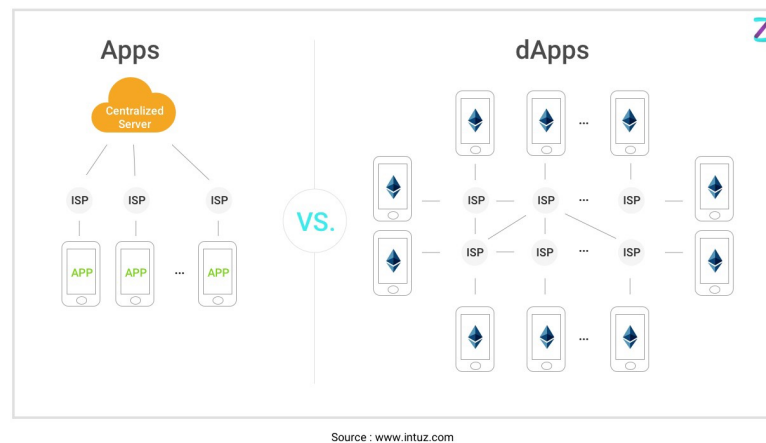 Apps
dApps
Centralized
Server
ISP ISP ISP
APP APP ... APP
VS.
...
ISP ISP ... ISP
ISP ISP ... ISP
...
Source : www.intuz.com